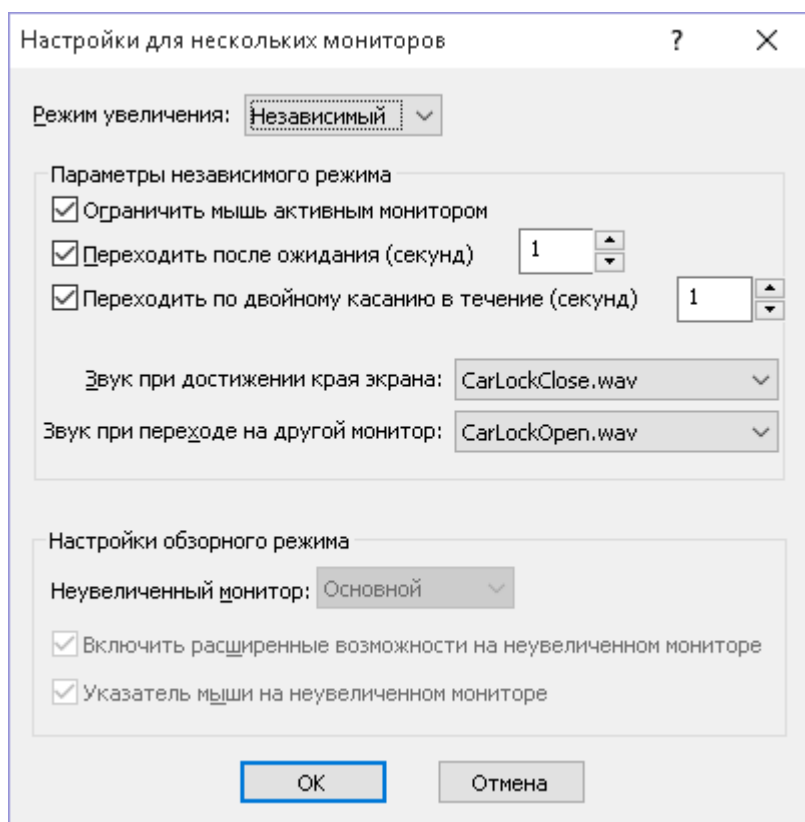 Настройки для нескольких мониторов ?
Режим увеличения: Независимый
Параметры независимого режима
Ограничить мышь активным монитором
Переходить после ожидания (секунд) 1
Переходить по двойному касанию в течение (секунд) 1
Звук при достижении края экрана: CarLockClose.wav
Звук при переходе на другой монитор: CarLockOpen.wav
Настройки обзорного режима
Неувеличенный монитор: Основной
Включить расширенные возможности на неувеличенном мониторе
Указатель мыши на неувеличенном мониторе
OK Отмена